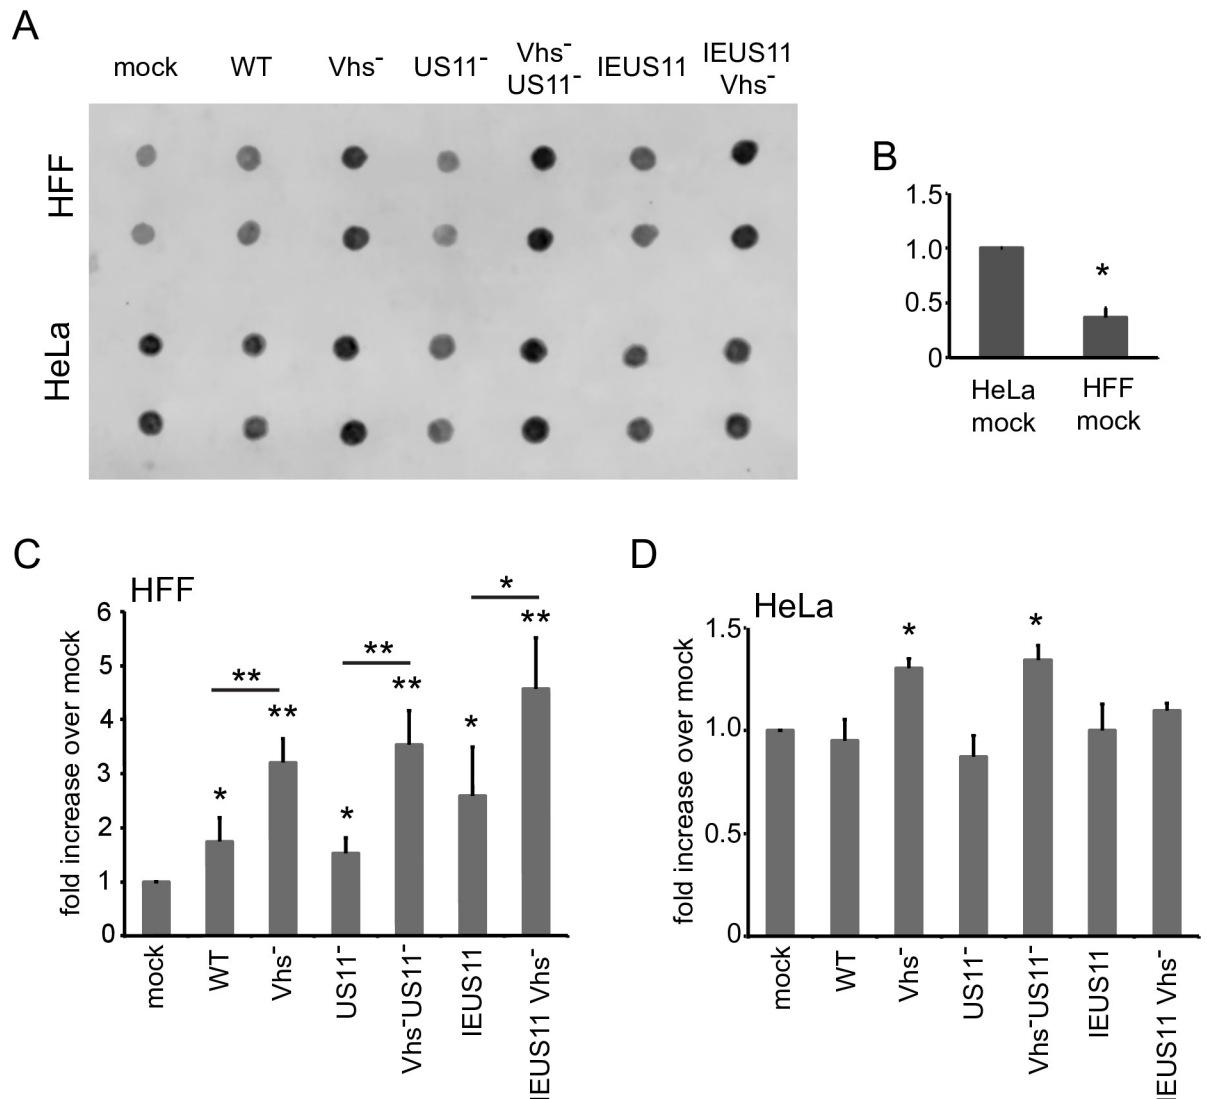 A
mock WT Vhs⁻ US11⁻ Vhs⁻ US11⁻ IEUS11 IEUS11 Vhs⁻
HFF
HeLa
B
1.5
1.0
0.5
0
*
HeLa mock
HFF mock
C
HFF
fold increase over mock
6
5
4
3
2
1
0
* ** ** * ** ** * * **
mock WT Vhs⁻ US11⁻ Vhs⁻US11⁻ IEUS11 IEUS11 Vhs⁻
D
HeLa
fold increase over mock
1.5
1.0
0.5
0
* *
mock WT Vhs⁻ US11⁻ Vhs⁻US11⁻ IEUS11 IEUS11 Vhs⁻